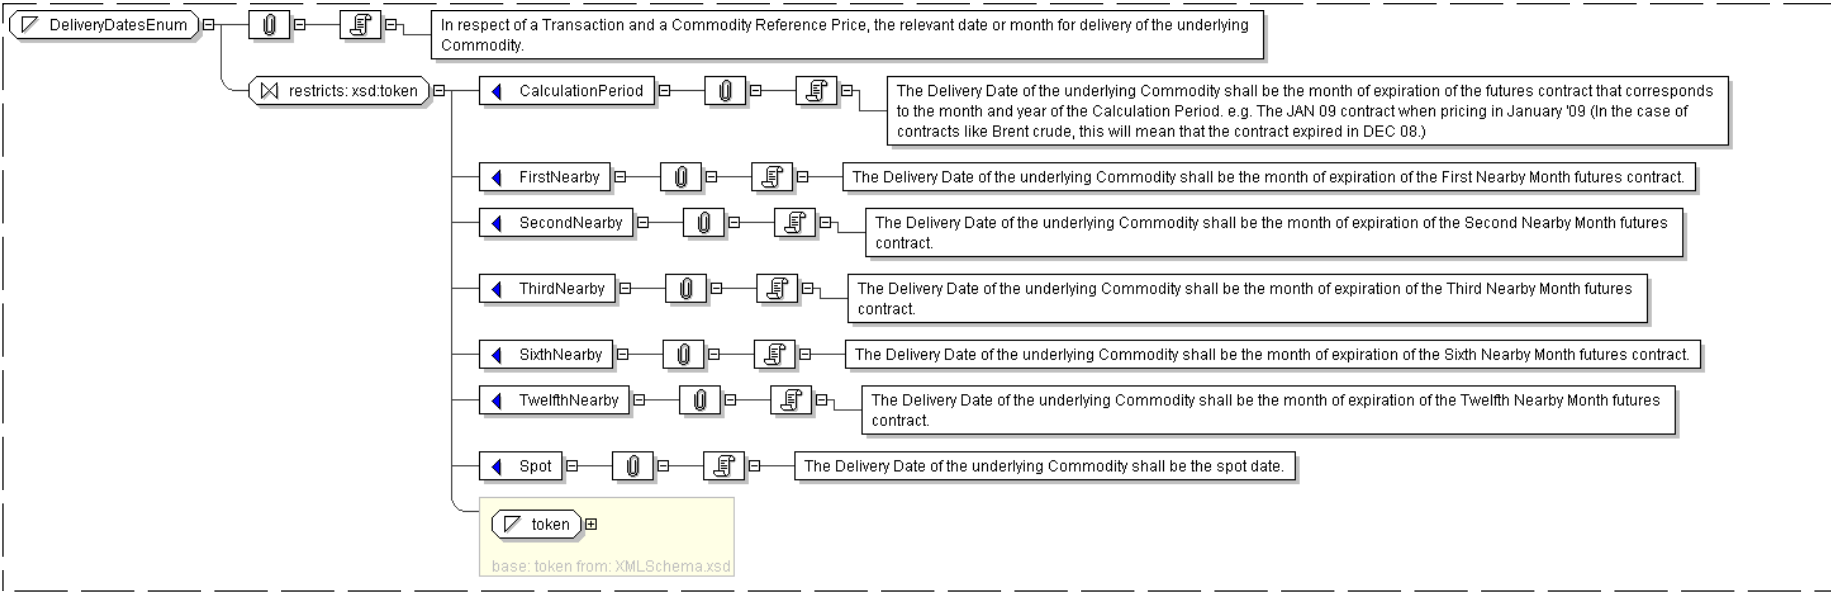 DeliveryDatesEnum
In respect of a Transaction and a Commodity Reference Price, the relevant date or month for delivery of the underlying
Commodity.
restricts: xsd:token
CalculationPeriod
The Delivery Date of the underlying Commodity shall be the month of expiration of the futures contract that corresponds
to the month and year of the Calculation Period. e.g. The JAN 09 contract when pricing in January '09 (In the case of
contracts like Brent crude, this will mean that the contract expired in DEC 08.)
FirstNearby
The Delivery Date of the underlying Commodity shall be the month of expiration of the First Nearby Month futures contract.
SecondNearby
The Delivery Date of the underlying Commodity shall be the month of expiration of the Second Nearby Month futures
contract.
ThirdNearby
The Delivery Date of the underlying Commodity shall be the month of expiration of the Third Nearby Month futures
contract.
SixthNearby
The Delivery Date of the underlying Commodity shall be the month of expiration of the Sixth Nearby Month futures contract.
TwelfthNearby
The Delivery Date of the underlying Commodity shall be the month of expiration of the Twelfth Nearby Month futures
contract.
Spot
The Delivery Date of the underlying Commodity shall be the spot date.
token
base: token from: XMLSchema.xsd